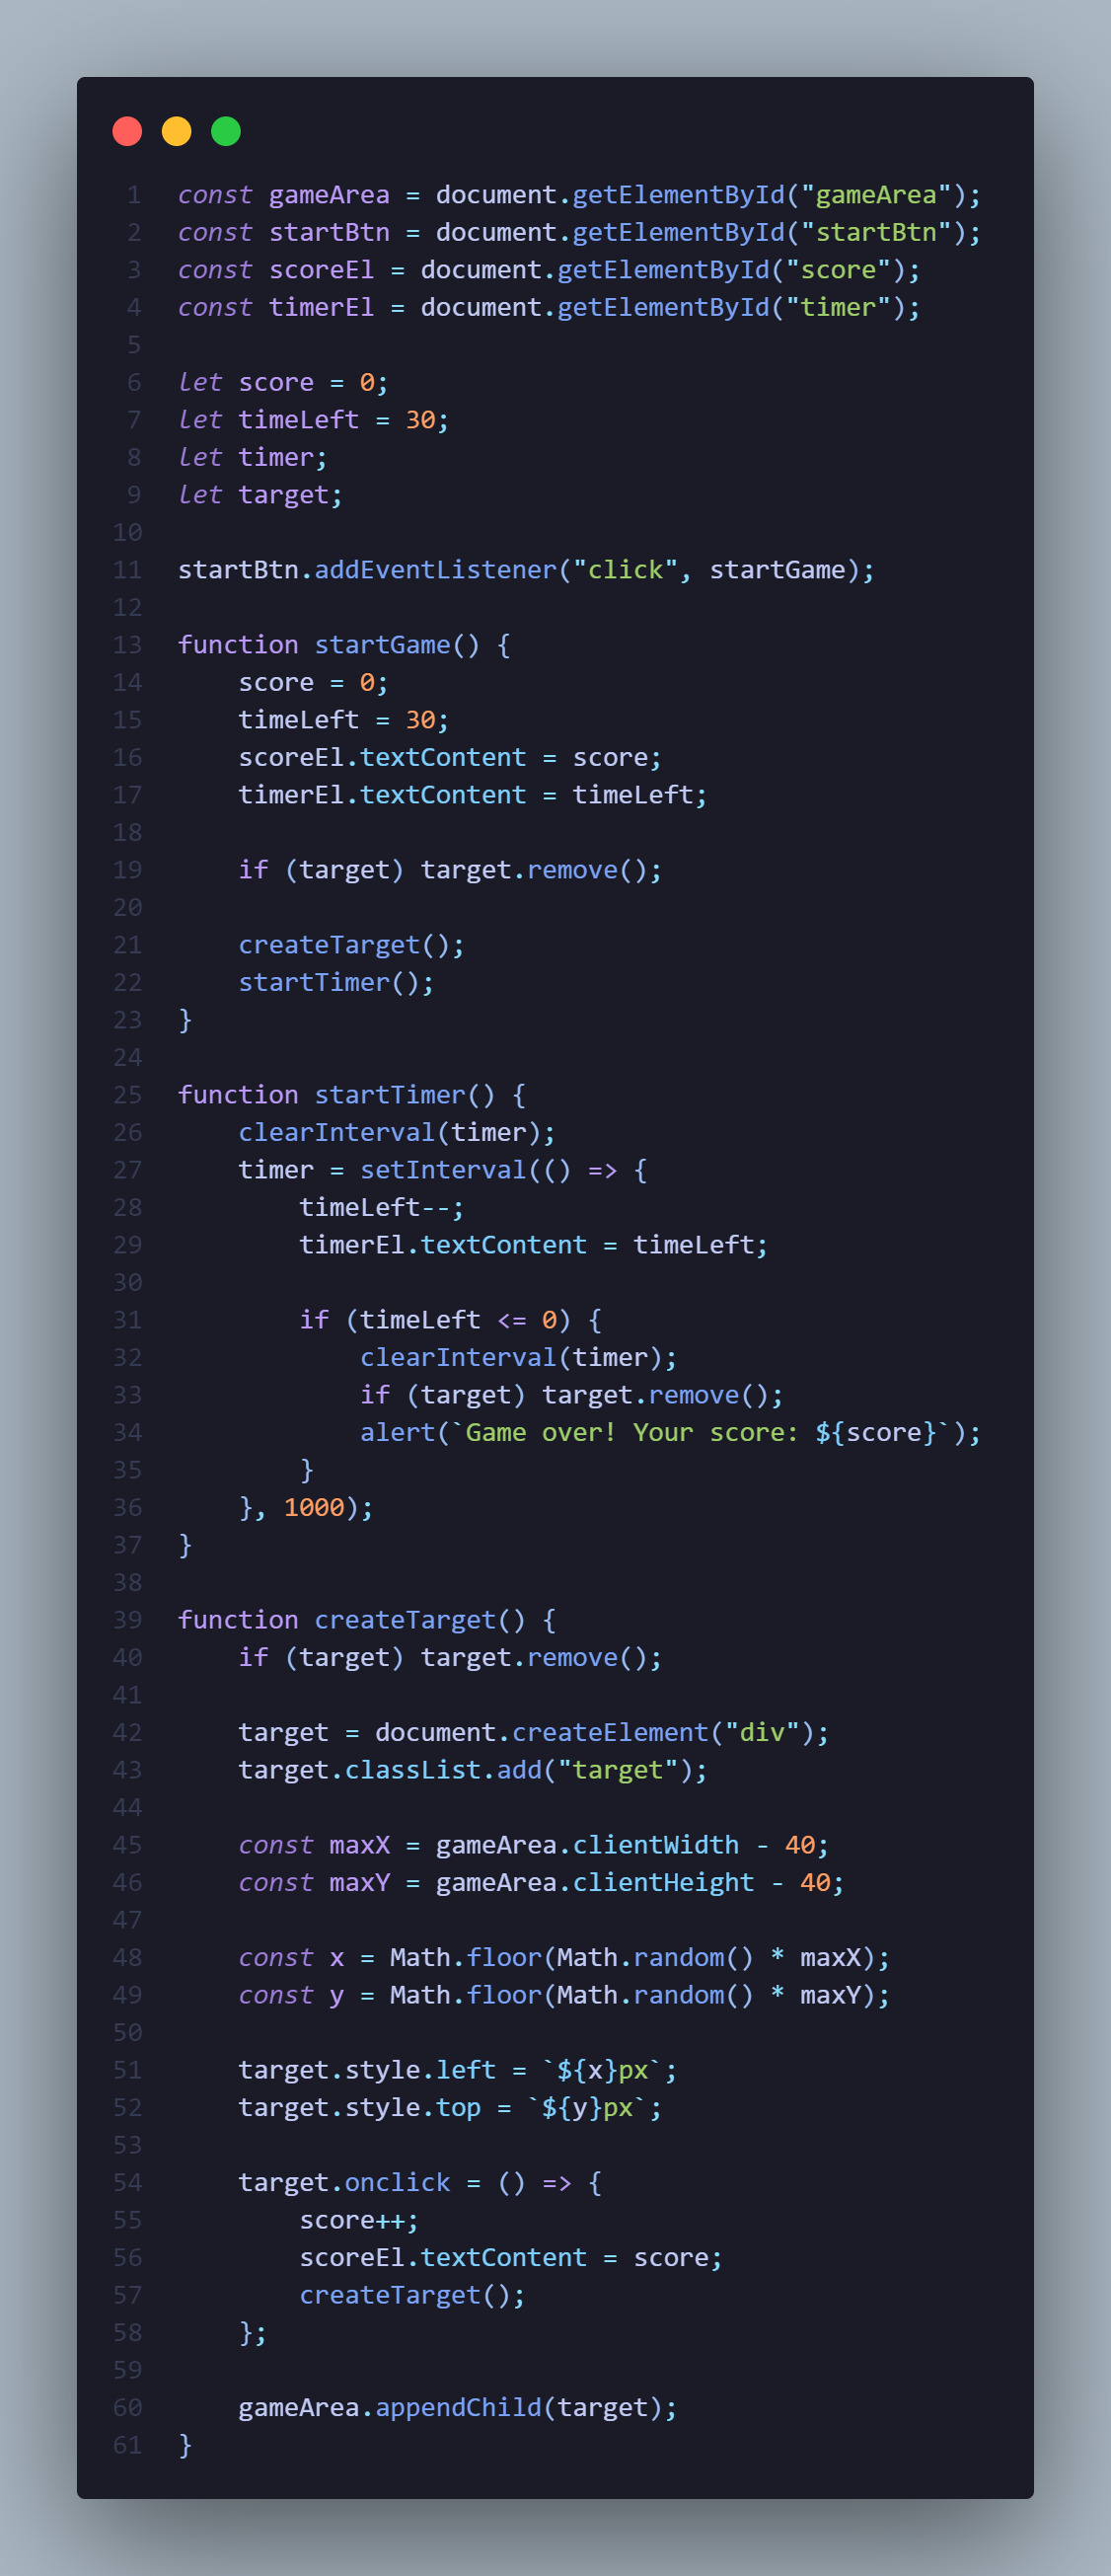 1 const gameArea = document.getElementById("gameArea");
2 const startBtn = document.getElementById("startBtn");
3 const scoreEl = document.getElementById("score");
4 const timerEl = document.getElementById("timer");
5
6 let score = 0;
7 let timeLeft = 30;
8 let timer;
9 let target;
10
11 startBtn.addEventListener("click", startGame);
12
13 function startGame() {
14     score = 0;
15     timeLeft = 30;
16     scoreEl.textContent = score;
17     timerEl.textContent = timeLeft;
18
19     if (target) target.remove();
20
21     createTarget();
22     startTimer();
23 }
24
25 function startTimer() {
26     clearInterval(timer);
27     timer = setInterval(() => {
28         timeLeft--;
29         timerEl.textContent = timeLeft;
30
31         if (timeLeft <= 0) {
32             clearInterval(timer);
33             if (target) target.remove();
34             alert(`Game over! Your score: ${score}`);
35         }
36     }, 1000);
37 }
38
39 function createTarget() {
40     if (target) target.remove();
41
42     target = document.createElement("div");
43     target.classList.add("target");
44
45     const maxX = gameArea.clientWidth - 40;
46     const maxY = gameArea.clientHeight - 40;
47
48     const x = Math.floor(Math.random() * maxX);
49     const y = Math.floor(Math.random() * maxY);
50
51     target.style.left = `${x}px`;
52     target.style.top = `${y}px`;
53
54     target.onclick = () => {
55         score++;
56         scoreEl.textContent = score;
57         createTarget();
58     };
59
60     gameArea.appendChild(target);
61 }